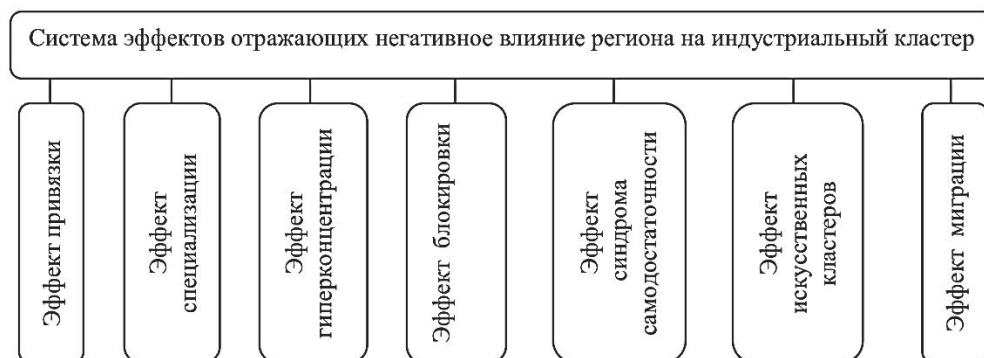 Система эффектов отражающих негативное влияние региона на индустриальный кластер
Эффект привязки
Эффект
специализации
Эффект
гиперконцентрации
Эффект блокировки
Эффект
синдрома
самодостаточности
Эффект
искусственных
кластеров
Эффект миграции